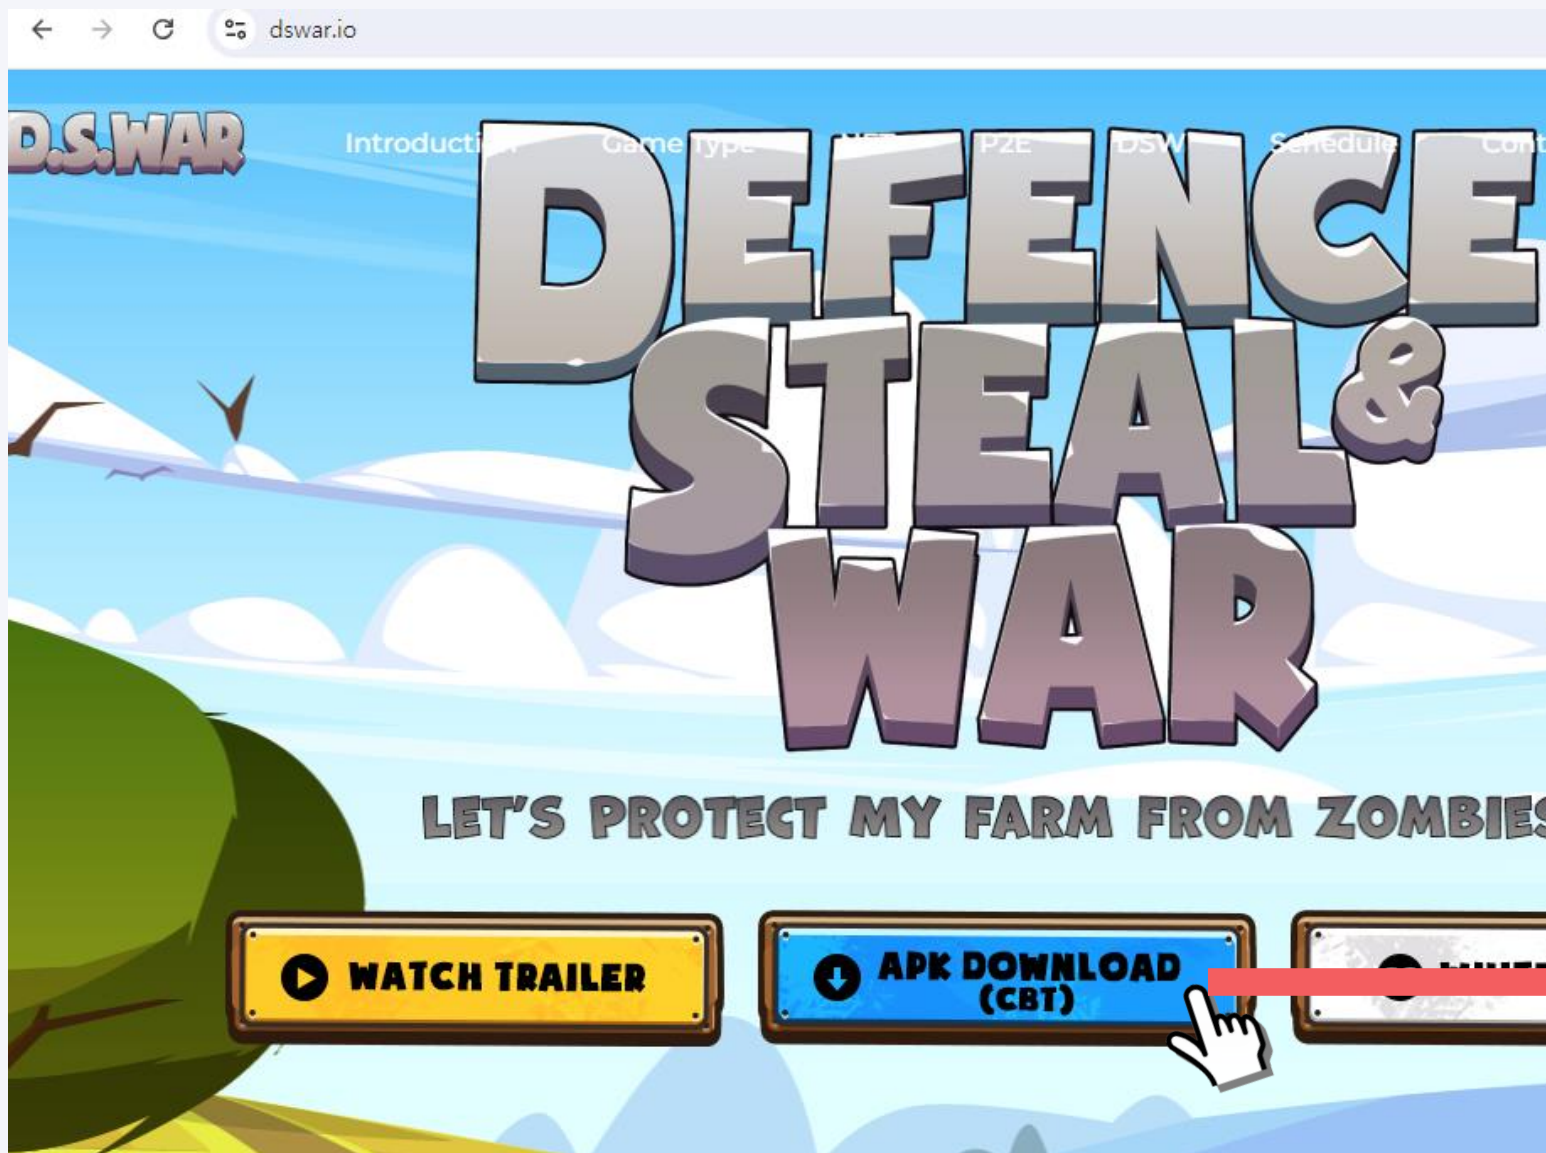 dswar.io
D.S.WAR
Introduction Game Type NFT P2E DSW Schedule
DEFENCE
STEAL &
WAR
LET'S PROTECT MY FARM FROM ZOMBIES
WATCH TRAILER
APK DOWNLOAD
(CBT)